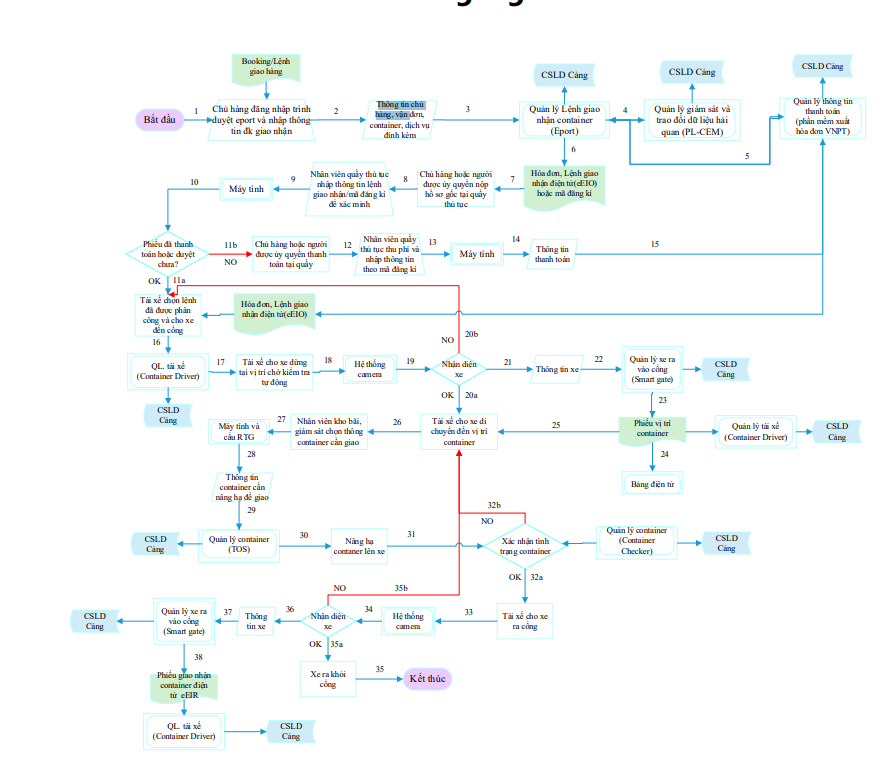 Booking/Lệnh
giao hàng
CSLD Cảng
CSLD Cảng
CSLD Cảng
Bắt đầu
1
Chủ hàng đăng nhập trình
duyệt eport và nhập thông
tin đk giao nhận
2
Thông tin chủ
hàng, vân đơn,
container, dịch vụ
đính kèm
3
Quản lý Lệnh giao
nhận container
(Eport)
4
Quản lý giám sát và
trao đổi dữ liệu hải
quan (PL-CEM)
5
Quản lý thông tin
thanh toán
(phần mềm xuất
hóa đơn VNPT)
6
Hóa đơn, Lệnh giao
nhận điện tử(eEIO)
hoặc mã đăng kí
7
Chủ hàng hoặc người
được ủy quyền nộp
hồ sơ gốc tại quầy
thủ tục
8
Nhân viên quầy thủ tục
nhập thông tin lệnh
giao nhận/mã đăng kí
để xác minh
9
Máy tính
10
Phiếu đã thanh
toán hoặc duyệt
chưa?
11b
NO
Chủ hàng hoặc người
được ủy quyền thanh
toán tại quầy
12
Nhân viên quầy
thủ tục thu phí và
nhập thông tin
theo mã đăng kí
13
Máy tính
14
Thông tin
thanh toán
15
OK
11a
Tài xế chọn lệnh
đã được phân
công và cho xe
đến cổng
Hóa đơn, Lệnh giao
nhận điện tử(eEIO)
16
QL. tài xế
(Container Driver)
CSLD
Cảng
17
Tài xế cho xe dừng
tại vị trí chờ kiểm tra
tự động
18
Hệ thống
camera
19
Nhận diện
xe
NO
20b
OK
20a
21
Thông tin xe
22
Quản lý xe ra
vào cổng
(Smart gate)
CSLD
Cảng
23
Phiếu vị trí
container
Quản lý tài xế
(Container Driver)
CSLD
Cảng
24
Bảng điện tử
25
Tài xế cho xe di
chuyển đến vị trí
container
26
Nhân viên kho bãi,
giám sát chọn thông
container cần giao
27
Máy tính và
cẩu RTG
28
Thông tin
container cần
nâng hạ để giao
29
Quản lý container
(TOS)
CSLD
Cảng
30
Nâng hạ
contaner lên xe
31
Xác nhận tình
trạng container
32b
NO
Quản lý container
(Container
Checker)
CSLD
Cảng
OK
32a
Tài xế cho xe
ra cổng
33
Hệ thống
camera
34
Nhận diện
xe
NO
35b
36
Thông
tin xe
37
Quản lý xe ra
vào cổng
(Smart gate)
CSLD
Cảng
OK
35a
Xe ra khỏi
cổng
35
Kết thúc
38
Phiếu giao nhận
container điện
tử eEIR
QL. tài xế
(Container Driver)
CSLD
Cảng